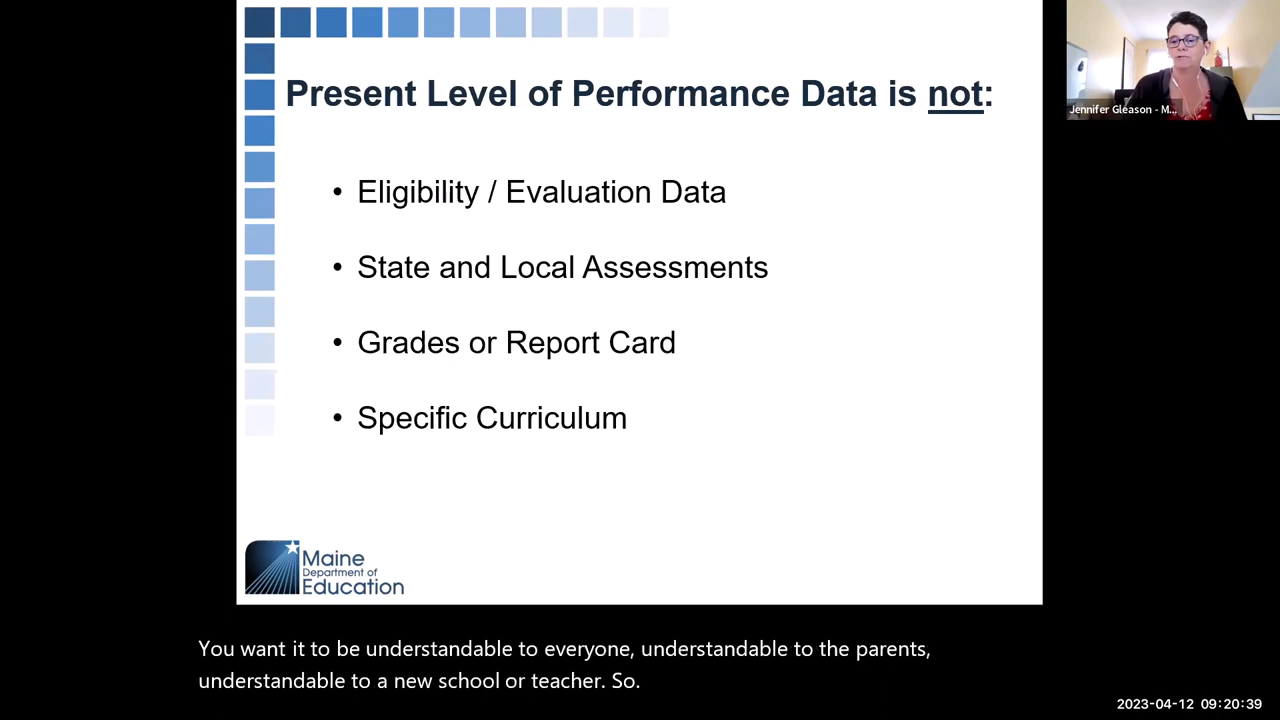 Present Level of Performance Data is not:
• Eligibility / Evaluation Data
• State and Local Assessments
• Grades or Report Card
• Specific Curriculum
Maine
Department of
Education
Jennifer Gleason - M...
You want it to be understandable to everyone, understandable to the parents,
understandable to a new school or teacher. So.
2023-04-12 09:20:39